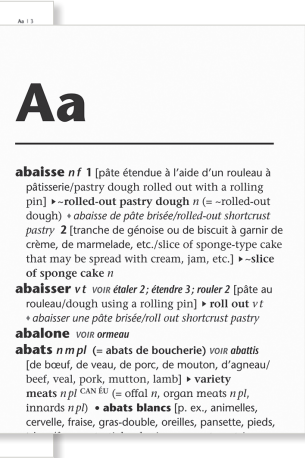 Aa | 3
Aa
abaisse n f 1 [pâte étendue à l'aide d'un rouleau à
pâtisserie/pastry dough rolled out with a rolling
pin] ▸~rolled-out pastry dough n (= ~rolled-out
dough) ♦ abaisse de pâte brisée/rolled-out shortcrust
pastry 2 [tranche de génoise ou de biscuit à garnir de
crème, de marmelade, etc./slice of sponge-type cake
that may be spread with cream, jam, etc.] ▸~slice
of sponge cake n
abaisser v t VOIR étaler 2; étendre 3; rouler 2 [pâte au
rouleau/dough using a rolling pin] ▸ roll out v t
♦ abaisser une pâte brisée/roll out shortcrust pastry
abalone VOIR ormeau
abats n m pl (= abats de boucherie) VOIR abattis
[de bœuf, de veau, de porc, de mouton, d'agneau/
beef, veal, pork, mutton, lamb] ▸ variety
meats n pl CAN ÉU (= offal n, organ meats n pl,
innards n pl) • abats blancs [p. ex., animelles,
cervelle, fraise, gras-double, oreilles, pansette, pieds,